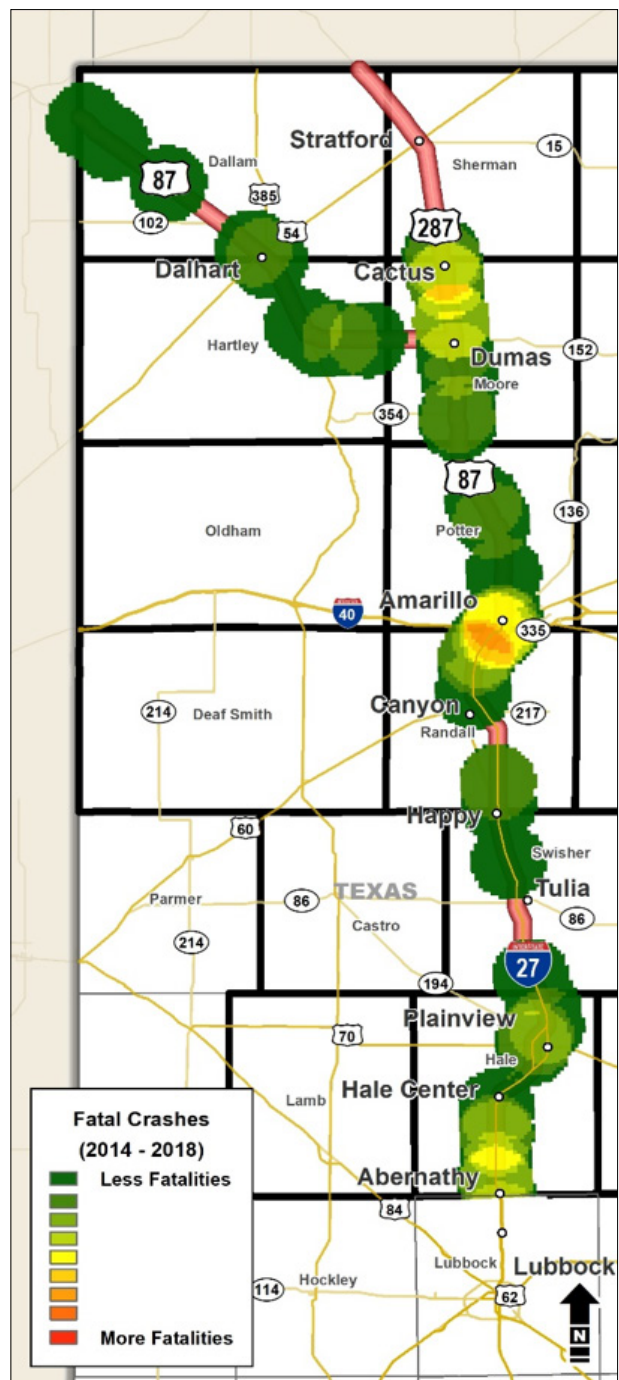 Stratford
15
Dallam
Sherman
87
385
102
54
287
Dalhart
Cactus
Hartley
Dumas
152
Moore
354
87
136
Oldham
Potter
Amarillo
40
335
Canyon
217
214
Deaf Smith
Randall
Happy
60
Swisher
Parmer
86
TEXAS
Tulia
Castro
86
214
27
194
Plainview
70
Hale
Lamb
Hale Center
Fatal Crashes
(2014 - 2018)
Less Fatalities
More Fatalities
Abernathy
84
Lubbock
Lubbock
Hockley
114
62
N